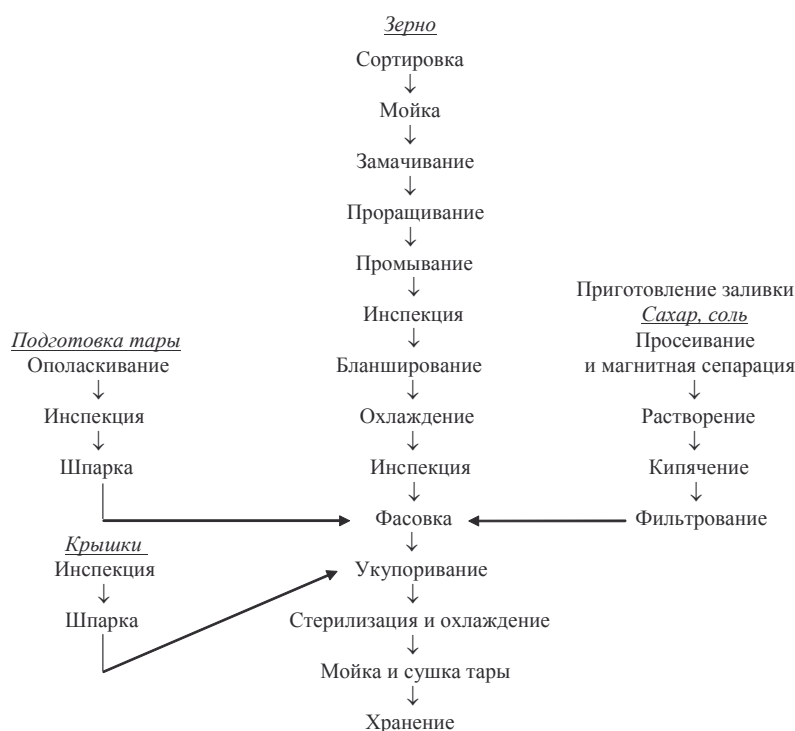 Зерно
Сортировка
Мойка
Замачивание
Проращивание
Промывание
Инспекция
Бланширование
Охлаждение
Инспекция
Фасовка
Укупоривание
Стерилизация и охлаждение
Мойка и сушка тары
Хранение
Подготовка тары
Ополаскивание
Инспекция
Шпарка
Крышки
Инспекция
Шпарка
Приготовление заливки
Сахар, соль
Просеивание
и магнитная сепарация
Растворение
Кипячение
Фильтрование